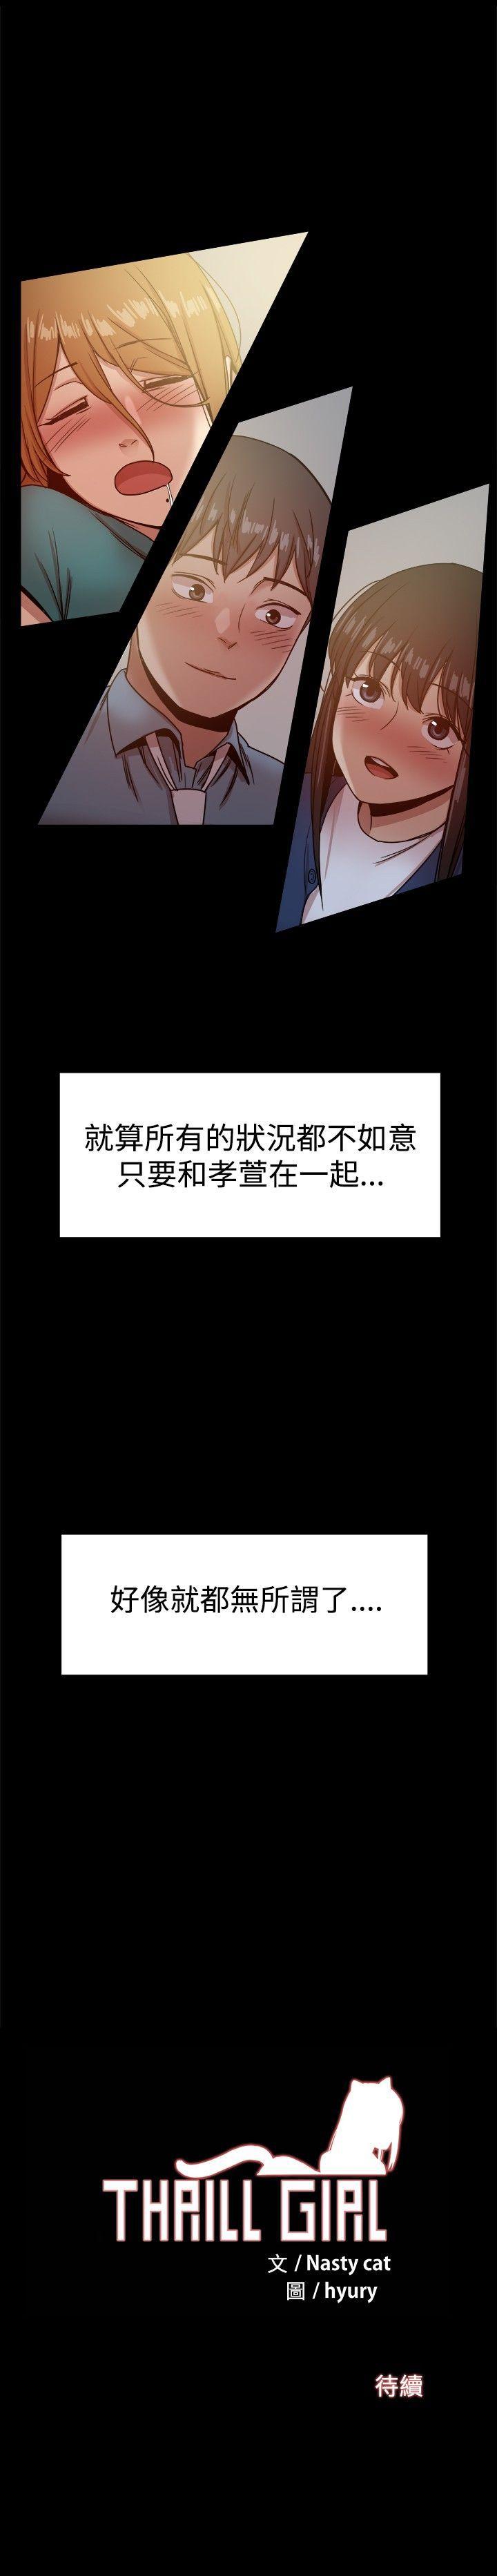 就算所有的狀況都不如意
只要和孝萱在一起...
好像就都無所謂了....
THRILL GIRL
文 / Nasty cat
圖 / hyury
待續